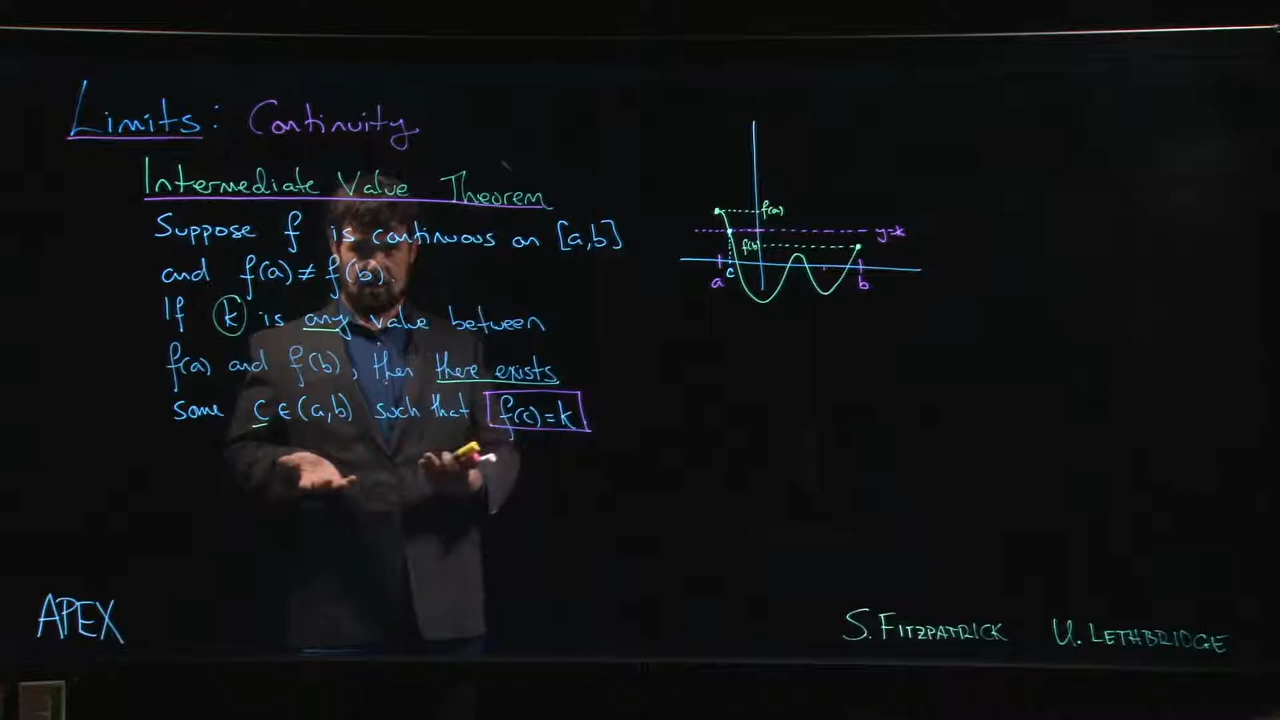 Limits: Continuity
Intermediate Value Theorem
Suppose f is continuous on [a,b]
and f(a) ≠ f(b).
If k is any value between
f(a) and f(b), then there exists
some c ∈ (a,b) such that f(c)=k
f(a)
y=k
f(b)
a
c
b
APEX
S. FITZPATRICK U. LETHBRIDGE